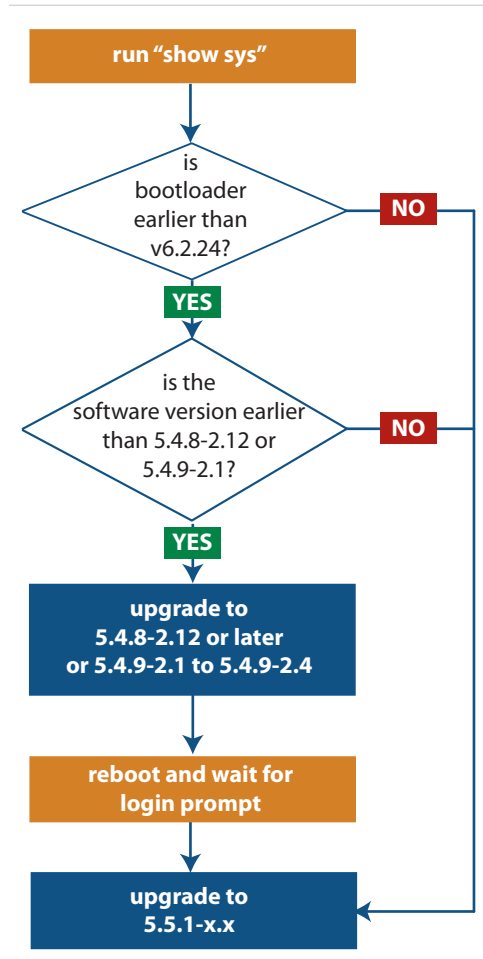 run “show sys”
is
bootloader
earlier than
v6.2.24?
NO
YES
is the
software version earlier
than 5.4.8-2.12 or
5.4.9-2.1?
NO
YES
upgrade to
5.4.8-2.12 or later
or 5.4.9-2.1 to 5.4.9-2.4
reboot and wait for
login prompt
upgrade to
5.5.1-x.x